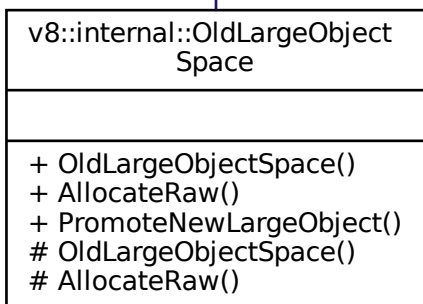 v8::internal::OldLargeObject
Space
+ OldLargeObjectSpace()
+ AllocateRaw()
+ PromoteNewLargeObject()
# OldLargeObjectSpace()
# AllocateRaw()